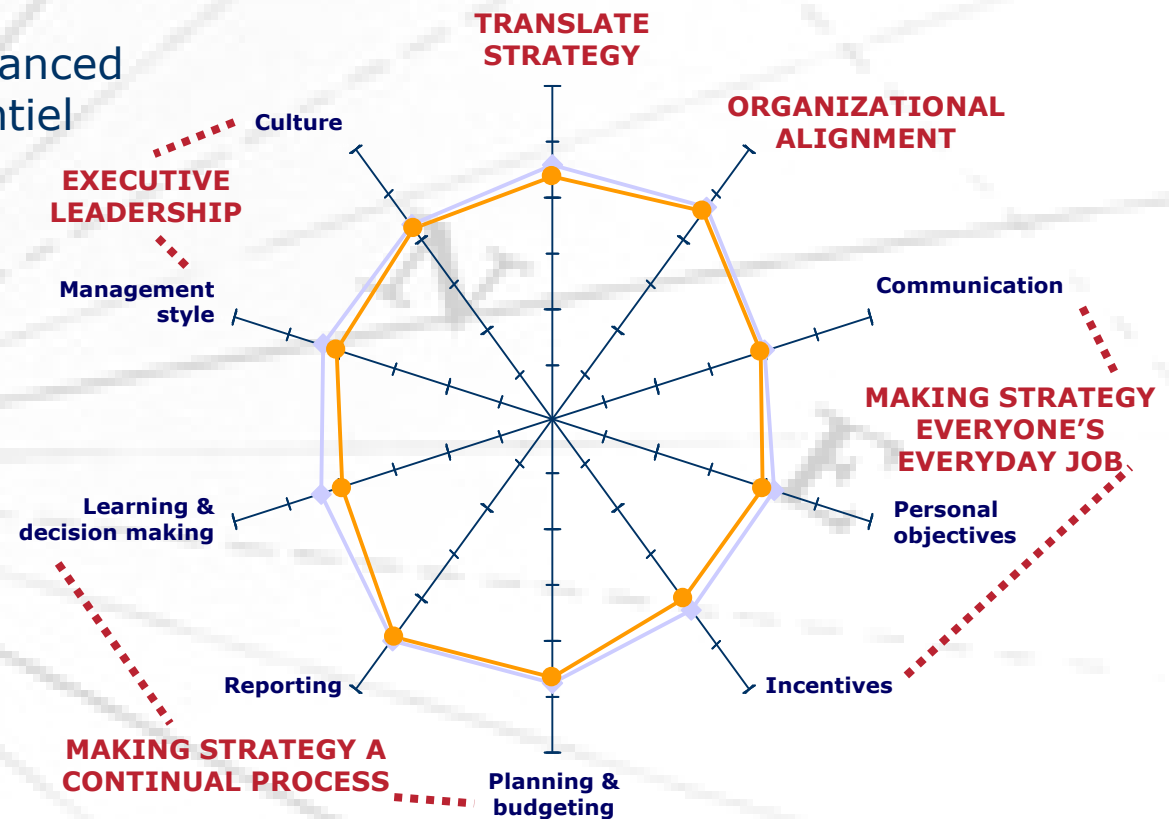 anced
ntiel
TRANSLATE
STRATEGY
ORGANIZATIONAL
ALIGNMENT
Culture
EXECUTIVE
LEADERSHIP
Management
style
Communication
MAKING STRATEGY
EVERYONE’S
EVERYDAY JOB
Learning &
decision making
Personal
objectives
Reporting
Incentives
MAKING STRATEGY A
CONTINUAL PROCESS
Planning &
budgeting